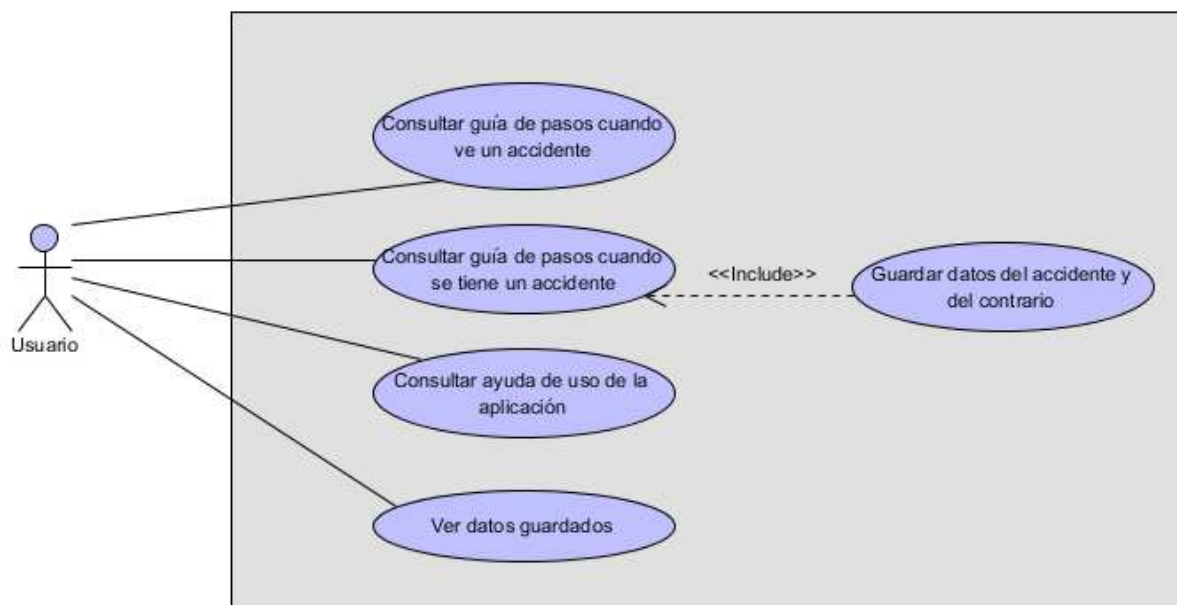 Consultar guía de pasos cuando
ve un accidente
Consultar guía de pasos cuando
se tiene un accidente
<<Include>>
Guardar datos del accidente y
del contrario
Usuario
Consultar ayuda de uso de la
aplicación
Ver datos guardados